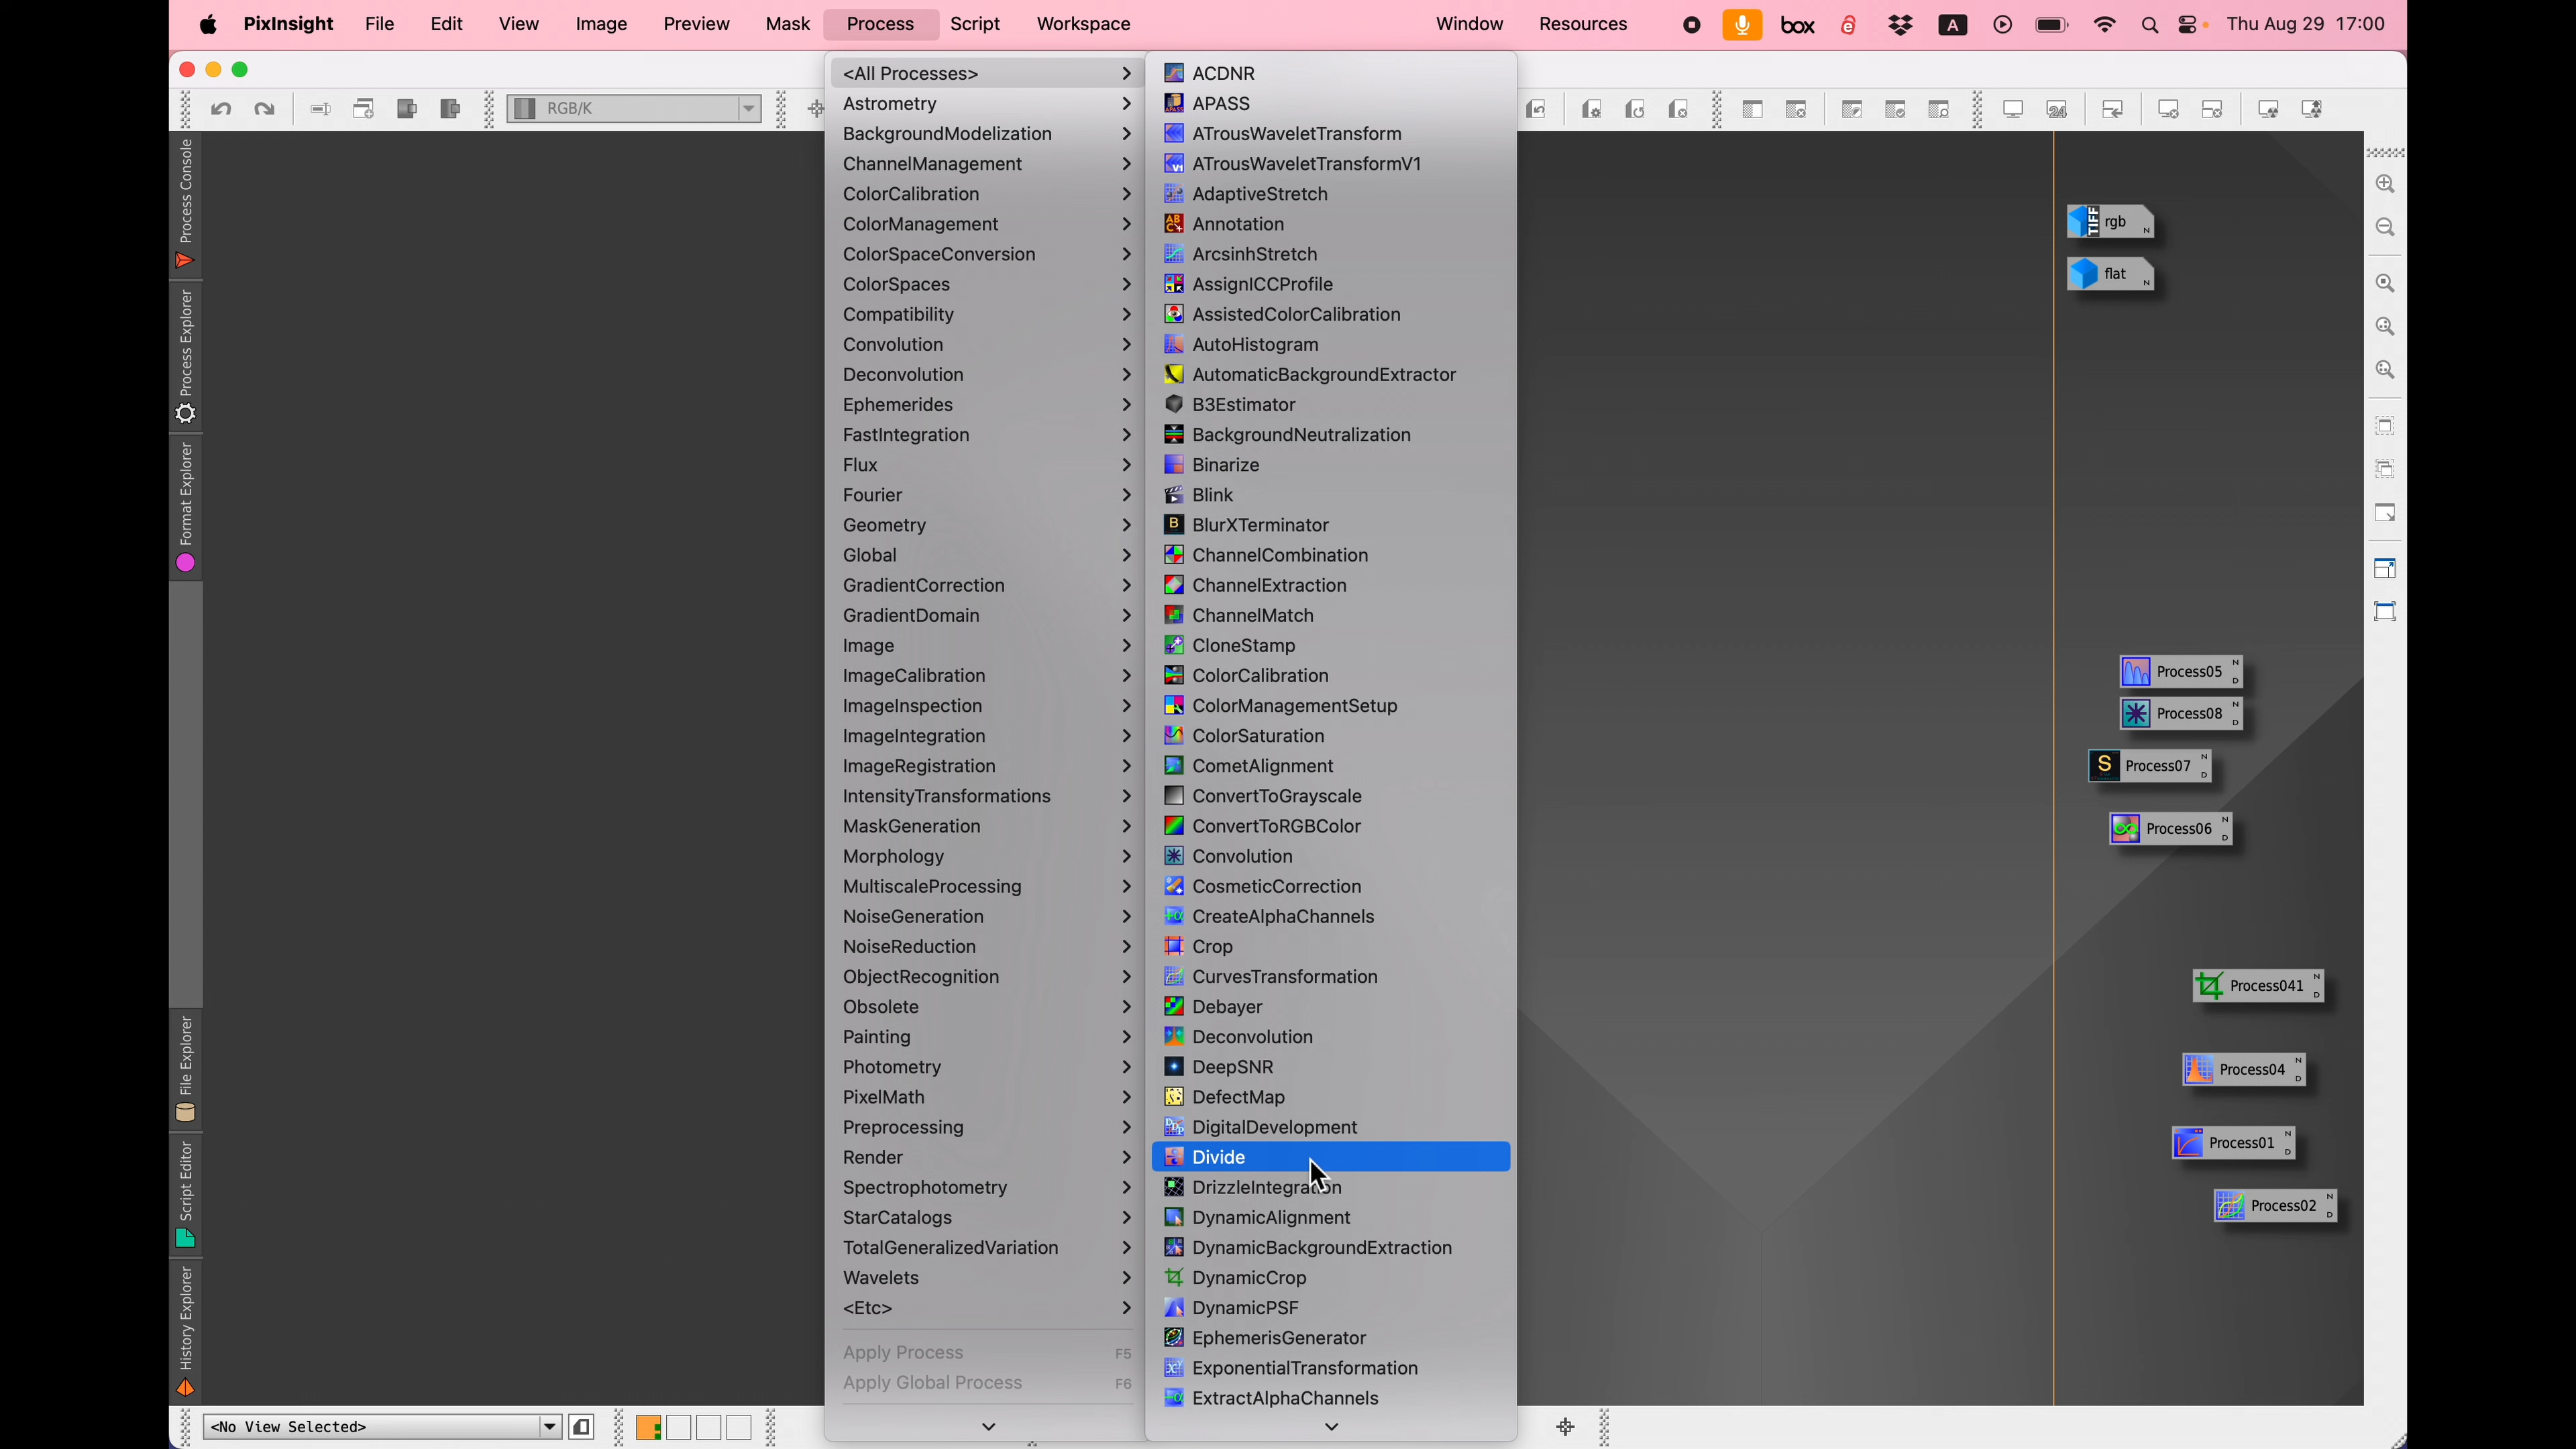 PixInsight File Edit View Image Preview Mask Process Script Workspace Window Resources box A Thu Aug 29 17:00
RGB/K
24
Process Console
Process Explorer
Format Explorer
File Explorer
Script Editor
History Explorer
<All Processes>
Astrometry
BackgroundModelization
ChannelManagement
ColorCalibration
ColorManagement
ColorSpaceConversion
ColorSpaces
Compatibility
Convolution
Deconvolution
Ephemerides
FastIntegration
Flux
Fourier
Geometry
Global
GradientCorrection
GradientDomain
Image
ImageCalibration
ImageInspection
ImageIntegration
ImageRegistration
IntensityTransformations
MaskGeneration
Morphology
MultiscaleProcessing
NoiseGeneration
NoiseReduction
ObjectRecognition
Obsolete
Painting
Photometry
PixelMath
Preprocessing
Render
Spectrophotometry
StarCatalogs
TotalGeneralizedVariation
Wavelets
<Etc>
Apply Process F5
Apply Global Process F6
ACDNR
APASS
ATrousWaveletTransform
ATrousWaveletTransformV1
AdaptiveStretch
Annotation
ArcsinhStretch
AssignICCProfile
AssistedColorCalibration
AutoHistogram
AutomaticBackgroundExtractor
B3Estimator
BackgroundNeutralization
Binarize
Blink
BlurXTerminator
ChannelCombination
ChannelExtraction
ChannelMatch
CloneStamp
ColorCalibration
ColorManagementSetup
ColorSaturation
CometAlignment
ConvertToGrayscale
ConvertToRGBColor
Convolution
CosmeticCorrection
CreateAlphaChannels
Crop
CurvesTransformation
Debayer
Deconvolution
DeepSNR
DefectMap
DigitalDevelopment
Divide
DrizzleIntegration
DynamicAlignment
DynamicBackgroundExtraction
DynamicCrop
DynamicPSF
EphemerisGenerator
ExponentialTransformation
ExtractAlphaChannels
TIFF rgb N
flat N
Process05 N D
Process08 N D
S Process07 N D
Process06 N D
Process041 N D
Process04 N D
Process01 N D
Process02 N D
<No View Selected>